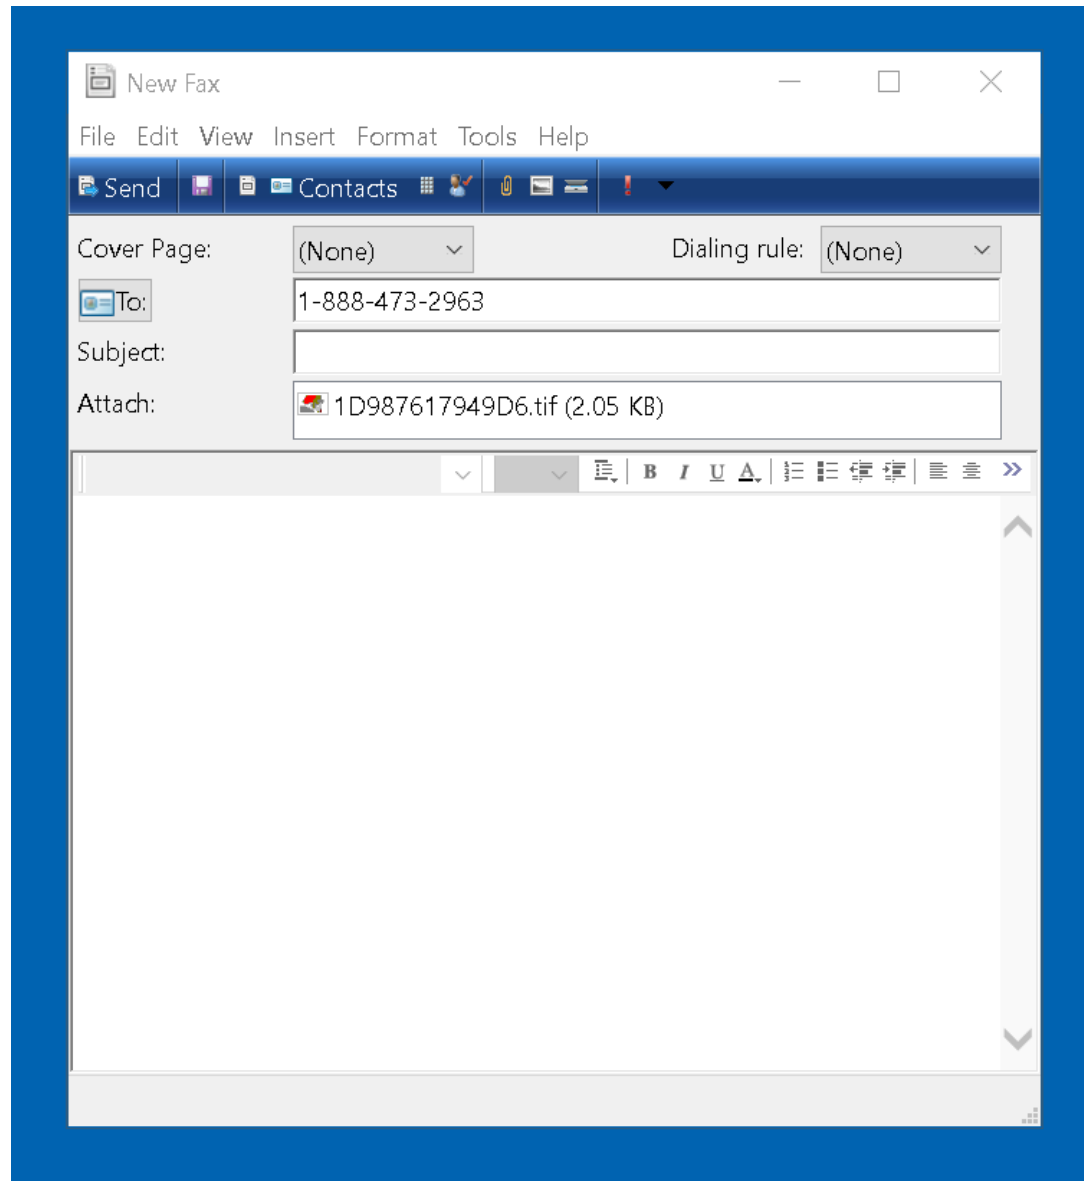 New Fax
File Edit View Insert Format Tools Help
Send Contacts
Cover Page: (None) Dialing rule: (None)
To: 1-888-473-2963
Subject:
Attach: 1D987617949D6.tif (2.05 KB)
B I U A